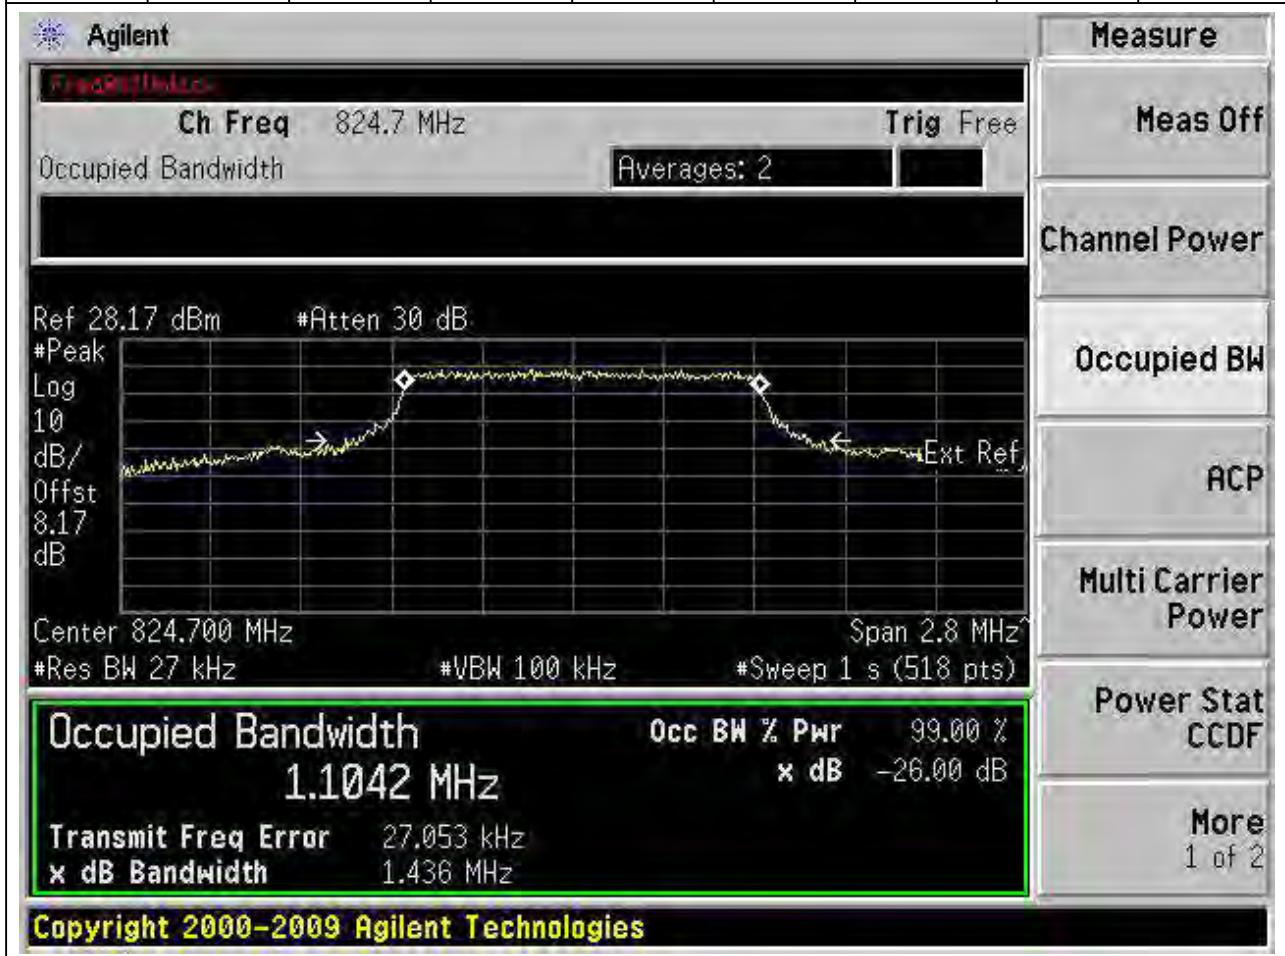 Agilent
Measure
Ch Freq 824.7 MHz Trig Free
Meas Off
Occupied Bandwidth Averages: 2
Channel Power
Ref 28.17 dBm #Atten 30 dB
#Peak
Log
10
dB/
Offst
8.17
dB
Ext Ref
Occupied BW
ACP
Center 824.700 MHz Span 2.8 MHz^
#Res BW 27 kHz #VBW 100 kHz #Sweep 1 s (518 pts)
Multi Carrier
Power
Occupied Bandwidth Occ BW % Pwr 99.00 %
1.1042 MHz x dB -26.00 dB
Power Stat
CCDF
Transmit Freq Error 27.053 kHz
x dB Bandwidth 1.436 MHz
More
1 of 2
Copyright 2000-2009 Agilent Technologies